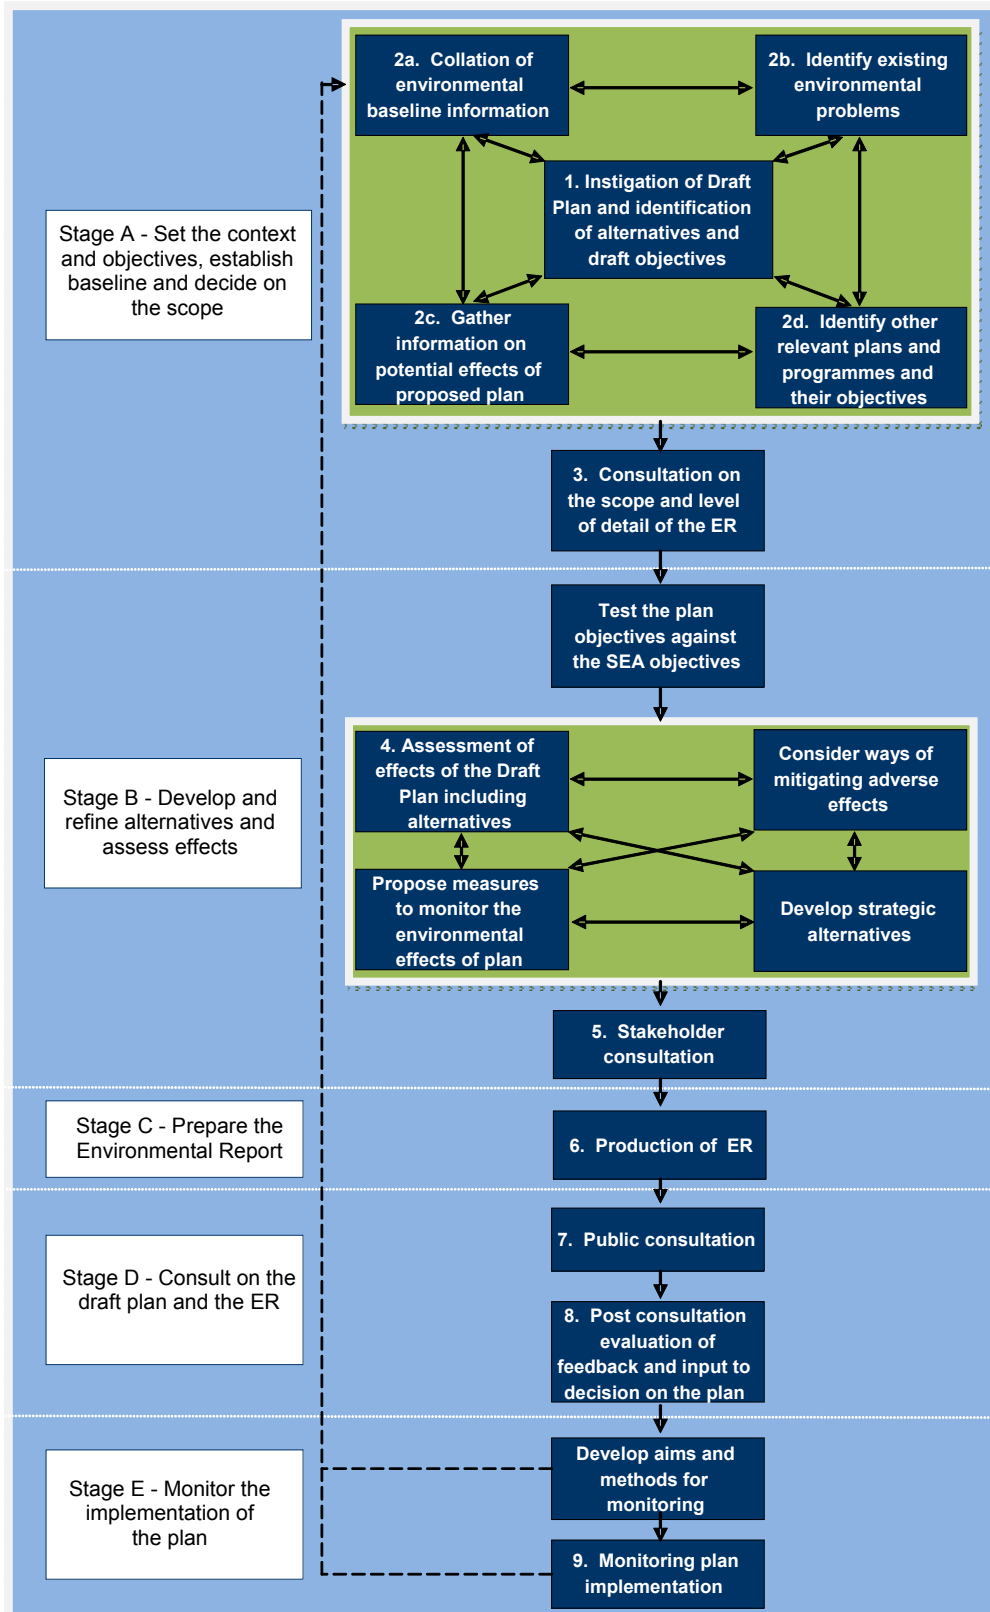 2a. Collation of
environmental
baseline information
2b. Identify existing
environmental
problems
1. Instigation of Draft
Plan and identification
of alternatives and
draft objectives
Stage A - Set the context
and objectives, establish
baseline and decide on
the scope
2c. Gather
information on
potential effects of
proposed plan
2d. Identify other
relevant plans and
programmes and
their objectives
3. Consultation on
the scope and level
of detail of the ER
Test the plan
objectives against
the SEA objectives
Stage B - Develop and
refine alternatives and
assess effects
4. Assessment of
effects of the Draft
Plan including
alternatives
Consider ways of
mitigating adverse
effects
Propose measures
to monitor the
environmental
effects of plan
Develop strategic
alternatives
5. Stakeholder
consultation
Stage C - Prepare the
Environmental Report
6. Production of ER
Stage D - Consult on the
draft plan and the ER
7. Public consultation
8. Post consultation
evaluation of
feedback and input to
decision on the plan
Stage E - Monitor the
implementation of
the plan
Develop aims and
methods for
monitoring
9. Monitoring plan
implementation